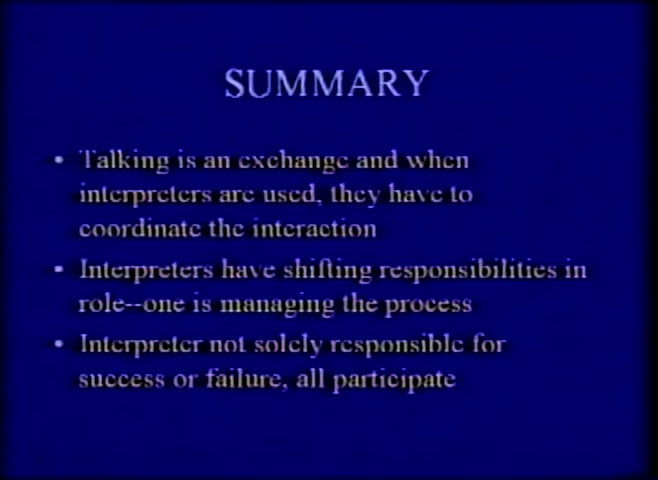 SUMMARY
• Talking is an exchange and when
interpreters are used, they have to
coordinate the interaction
• Interpreters have shifting responsibilities in
role--one is managing the process
• Interpreter not solely responsible for
success or failure, all participate